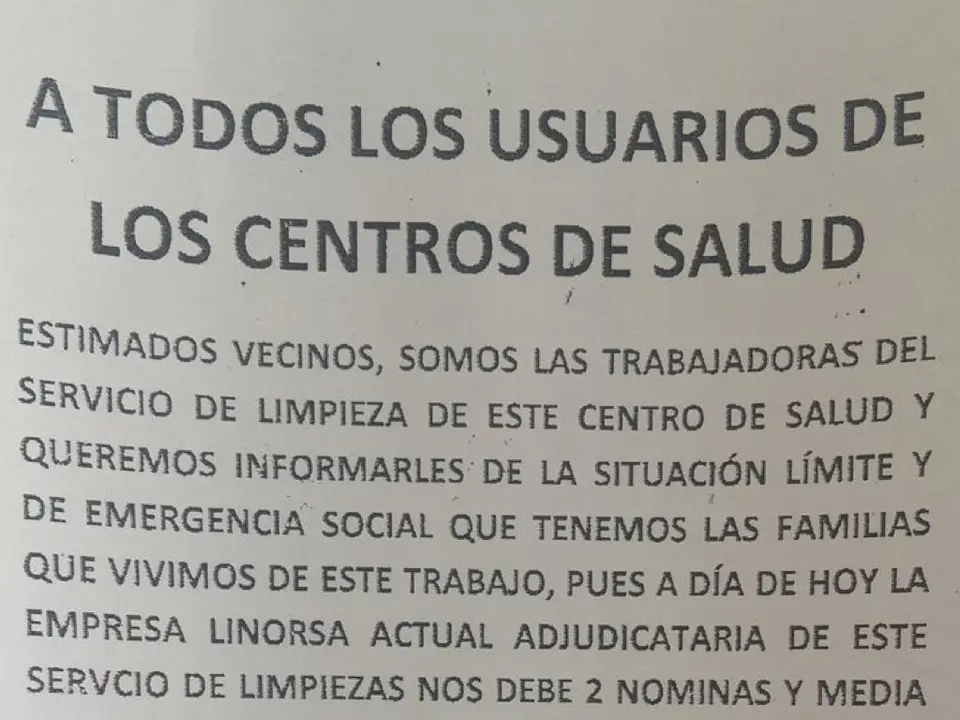 A TODOS LOS USUARIOS DE
LOS CENTROS DE SALUD
ESTIMADOS VECINOS, SOMOS LAS TRABAJADORAS DEL
SERVICIO DE LIMPIEZA DE ESTE CENTRO DE SALUD Y
QUEREMOS INFORMARLES DE LA SITUACIÓN LÍMITE Y
DE EMERGENCIA SOCIAL QUE TENEMOS LAS FAMILIAS
QUE VIVIMOS DE ESTE TRABAJO, PUES A DÍA DE HOY LA
EMPRESA LINORSA ACTUAL ADJUDICATARIA DE ESTE
SERVCIO DE LIMPIEZAS NOS DEBE 2 NOMINAS Y MEDIA